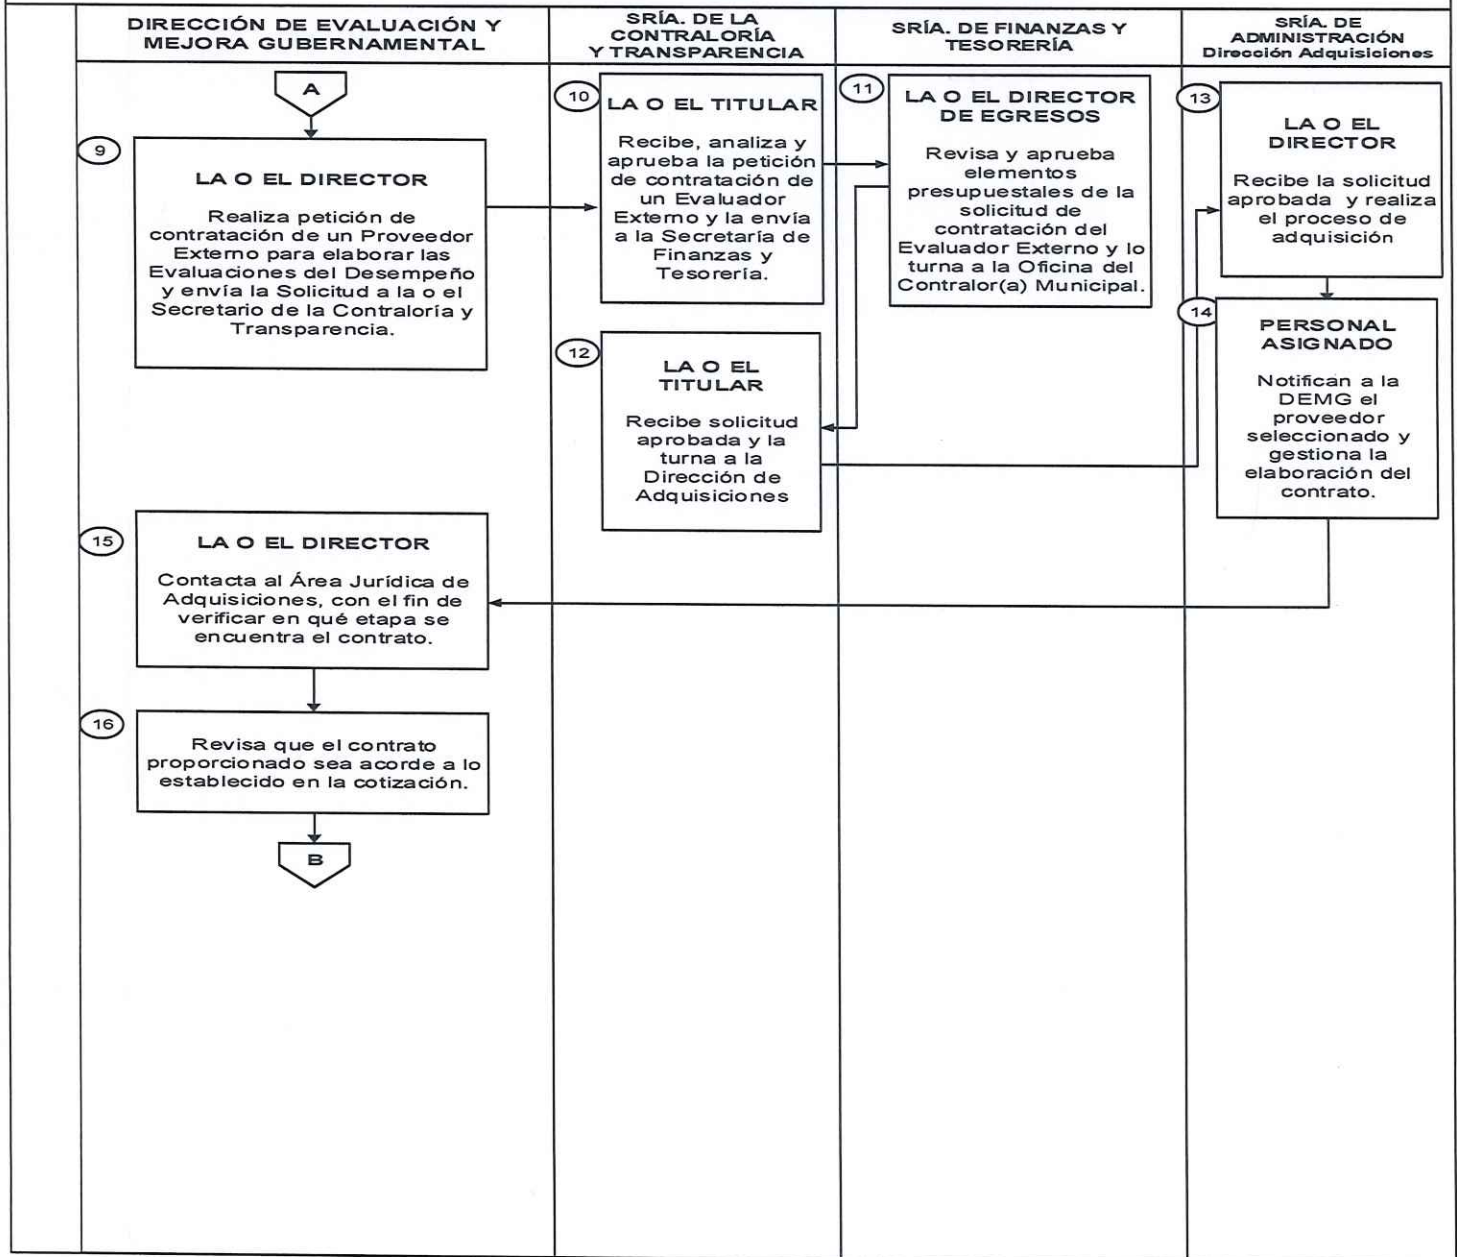 DIRECCIÓN DE EVALUACIÓN Y
MEJORA GUBERNAMENTAL
SRÍA. DE LA
CONTRALORÍA
Y TRANSPARENCIA
SRÍA. DE FINANZAS Y
TESORERÍA
SRÍA. DE
ADMINISTRACIÓN
Dirección Adquisiciones
A
9
LA O EL DIRECTOR
Realiza petición de
contratación de un Proveedor
Externo para elaborar las
Evaluaciones del Desempeño
y envía la Solicitud a la o el
Secretario de la Contraloría y
Transparencia.
10
LA O EL TITULAR
Recibe, analiza y
aprueba la petición
de contratación de
un Evaluador
Externo y la envía
a la Secretaría de
Finanzas y
Tesorería.
11
LA O EL DIRECTOR
DE EGRESOS
Revisa y aprueba
elementos
presupuestales de la
solicitud de
contratación del
Evaluador Externo y lo
turna a la Oficina del
Contralor(a) Municipal.
12
LA O EL
TITULAR
Recibe solicitud
aprobada y la
turna a la
Dirección de
Adquisiciones
13
LA O EL
DIRECTOR
Recibe la solicitud
aprobada y realiza
el proceso de
adquisición
14
PERSONAL
ASIGNADO
Notifican a la
DEMG el
proveedor
seleccionado y
gestiona la
elaboración del
contrato.
15
LA O EL DIRECTOR
Contacta al Área Jurídica de
Adquisiciones, con el fin de
verificar en qué etapa se
encuentra el contrato.
16
Revisa que el contrato
proporcionado sea acorde a lo
establecido en la cotización.
B